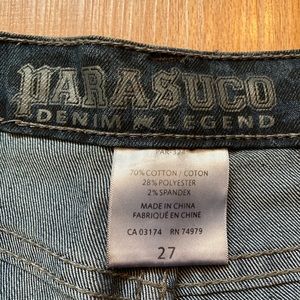 PARASUCO
DENIM LEGEND
70% COTTON / COTON
28% POLYESTER
2% SPANDEX
MADE IN CHINA
FABRIQUÉ EN CHINE
CA 03174 RN 74979
27